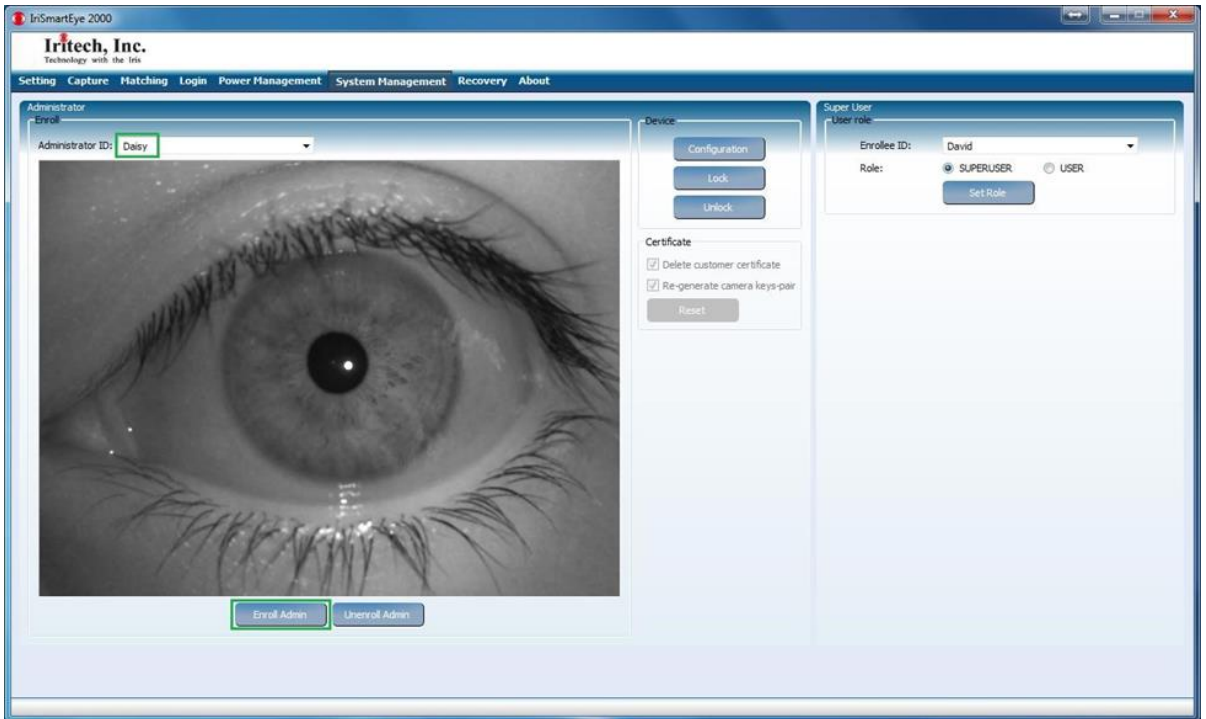 IriSmartEye 2000
Iritech, Inc.
Technology with the Iris
Setting Capture Matching Login Power Management System Management Recovery About
Administrator
Enroll
Administrator ID: Daisy
Enroll Admin Unenroll Admin
Device
Configuration
Lock
Unlock
Certificate
Delete customer certificate
Re-generate camera keys-pair
Reset
Super User
User role
Enrollee ID: David
Role: SUPERUSER USER
Set Role